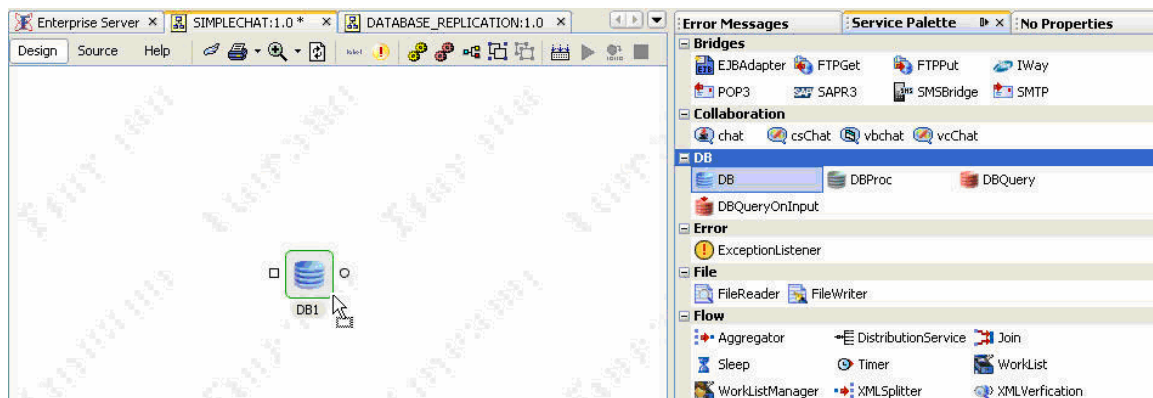 Enterprise Server SIMPLECHAT:1.0 * DATABASE_REPLICATION:1.0
Design Source Help
DB1
Error Messages Service Palette No Properties
Bridges
EJBAdapter FTPGet FTPPut IWay
POP3 SAPR3 SMSBridge SMTP
Collaboration
chat csChat vbchat vcChat
DB
DB DBProc DBQuery
DBQueryOnInput
Error
ExceptionListener
File
FileReader FileWriter
Flow
Aggregator DistributionService Join
Sleep Timer WorkList
WorkListManager XMLSplitter XMLVerfication